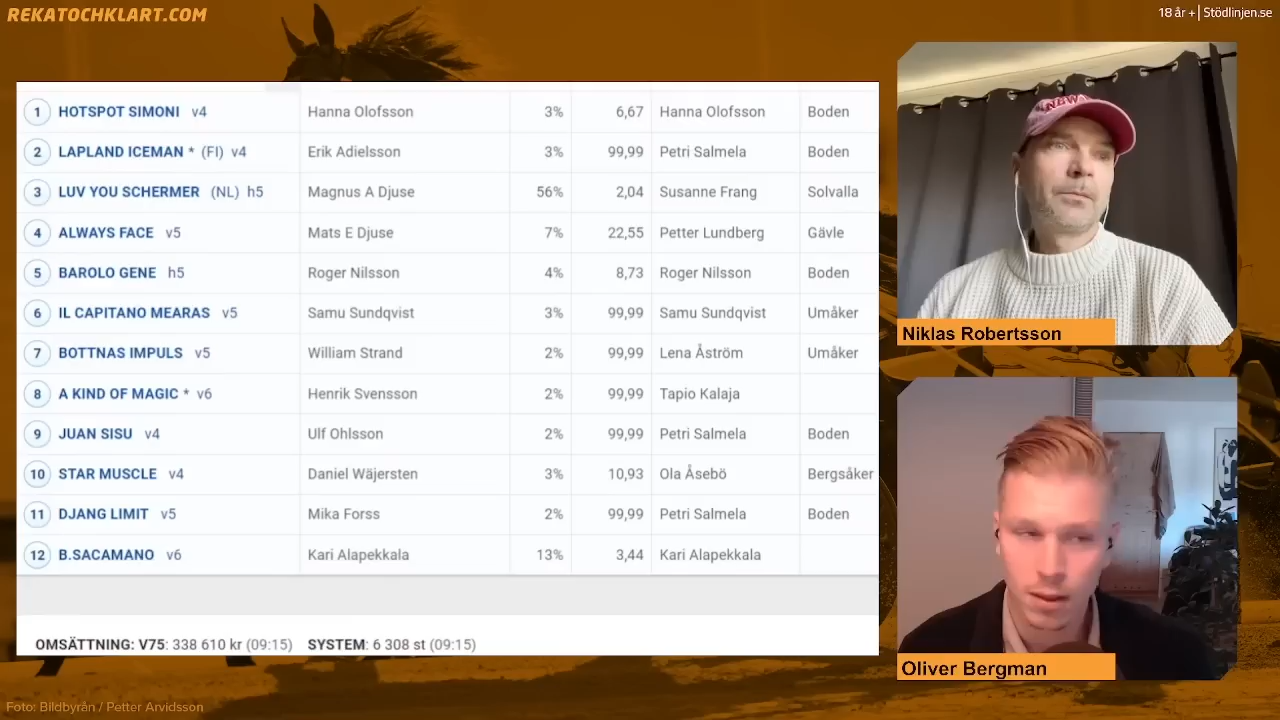 REKATOCHKLART.COM
18 år + | Stödlinjen.se
1 HOTSPOT SIMONI v4 Hanna Olofsson 3% 6,67 Hanna Olofsson Boden
2 LAPLAND ICEMAN * (FI) v4 Erik Adielsson 3% 99,99 Petri Salmela Boden
3 LUV YOU SCHERMER (NL) h5 Magnus A Djuse 56% 2,04 Susanne Frang Solvalla
4 ALWAYS FACE v5 Mats E Djuse 7% 22,55 Petter Lundberg Gävle
5 BAROLO GENE h5 Roger Nilsson 4% 8,73 Roger Nilsson Boden
6 IL CAPITANO MEARAS v5 Samu Sundqvist 3% 99,99 Samu Sundqvist Umåker
7 BOTTNAS IMPULS v5 William Strand 2% 99,99 Lena Åström Umåker
8 A KIND OF MAGIC * v6 Henrik Svensson 2% 99,99 Tapio Kalaja
9 JUAN SISU v4 Ulf Ohlsson 2% 99,99 Petri Salmela Boden
10 STAR MUSCLE v4 Daniel Wäjersten 3% 10,93 Ola Åsebö Bergsåker
11 DJANG LIMIT v5 Mika Forss 2% 99,99 Petri Salmela Boden
12 B.SACAMANO v6 Kari Alapekkala 13% 3,44 Kari Alapekkala
OMSÄTTNING: V75: 338 610 kr (09:15) SYSTEM: 6 308 st (09:15)
Niklas Robertsson
Oliver Bergman
Foto: Bildbyrån / Petter Arvidsson